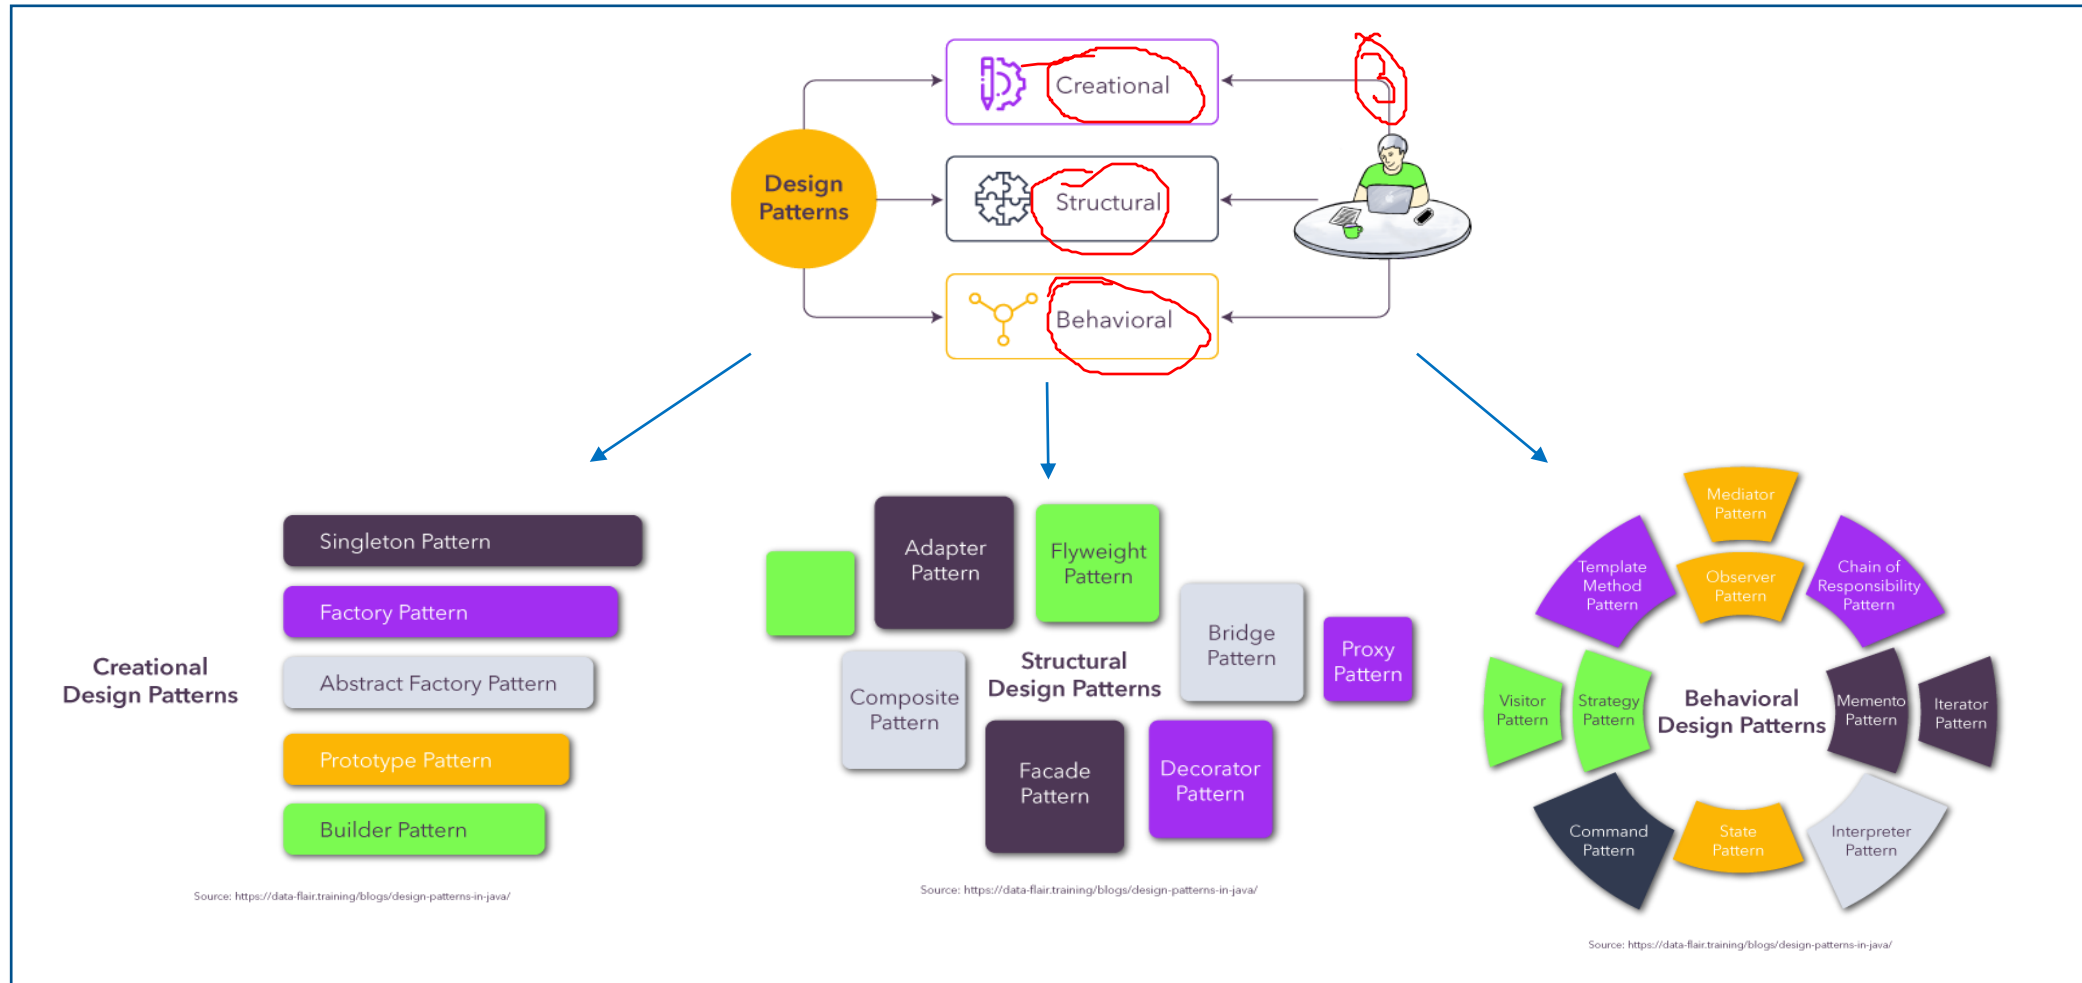 Creational
3
Design
Patterns
Structural
Behavioral
Singleton Pattern
Factory Pattern
Abstract Factory Pattern
Prototype Pattern
Builder Pattern
Creational
Design Patterns
Source: https://data-flair.training/blogs/design-patterns-in-java/
Adapter
Pattern
Flyweight
Pattern
Bridge
Pattern
Proxy
Pattern
Composite
Pattern
Structural
Design Patterns
Facade
Pattern
Decorator
Pattern
Source: https://data-flair.training/blogs/design-patterns-in-java/
Mediator
Pattern
Template
Method
Pattern
Observer
Pattern
Chain of
Responsibility
Pattern
Visitor
Pattern
Strategy
Pattern
Behavioral
Design Patterns
Memento
Pattern
Iterator
Pattern
Command
Pattern
State
Pattern
Interpreter
Pattern
Source: https://data-flair.training/blogs/design-patterns-in-java/